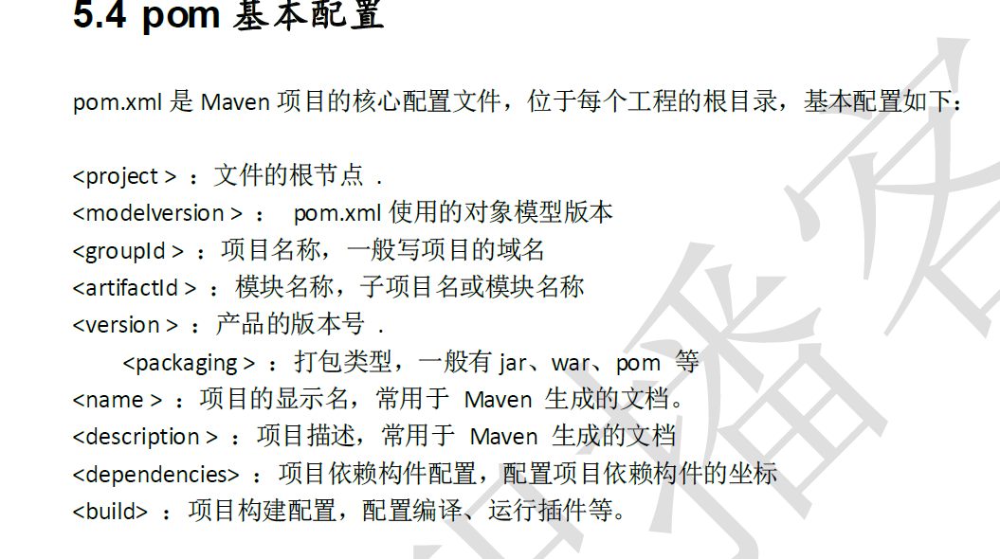 5.4 pom 基本配置
pom.xml 是 Maven 项目的核心配置文件，位于每个工程的根目录，基本配置如下：
<project > ：文件的根节点 .
<modelversion > ： pom.xml 使用的对象模型版本
<groupId > ：项目名称，一般写项目的域名
<artifactId > ：模块名称，子项目名或模块名称
<version > ：产品的版本号 .
<packaging > ：打包类型，一般有 jar、war、pom 等
<name > ：项目的显示名，常用于 Maven 生成的文档。
<description > ：项目描述，常用于 Maven 生成的文档
<dependencies> ：项目依赖构件配置，配置项目依赖构件的坐标
<build> ：项目构建配置，配置编译、运行插件等。
播客